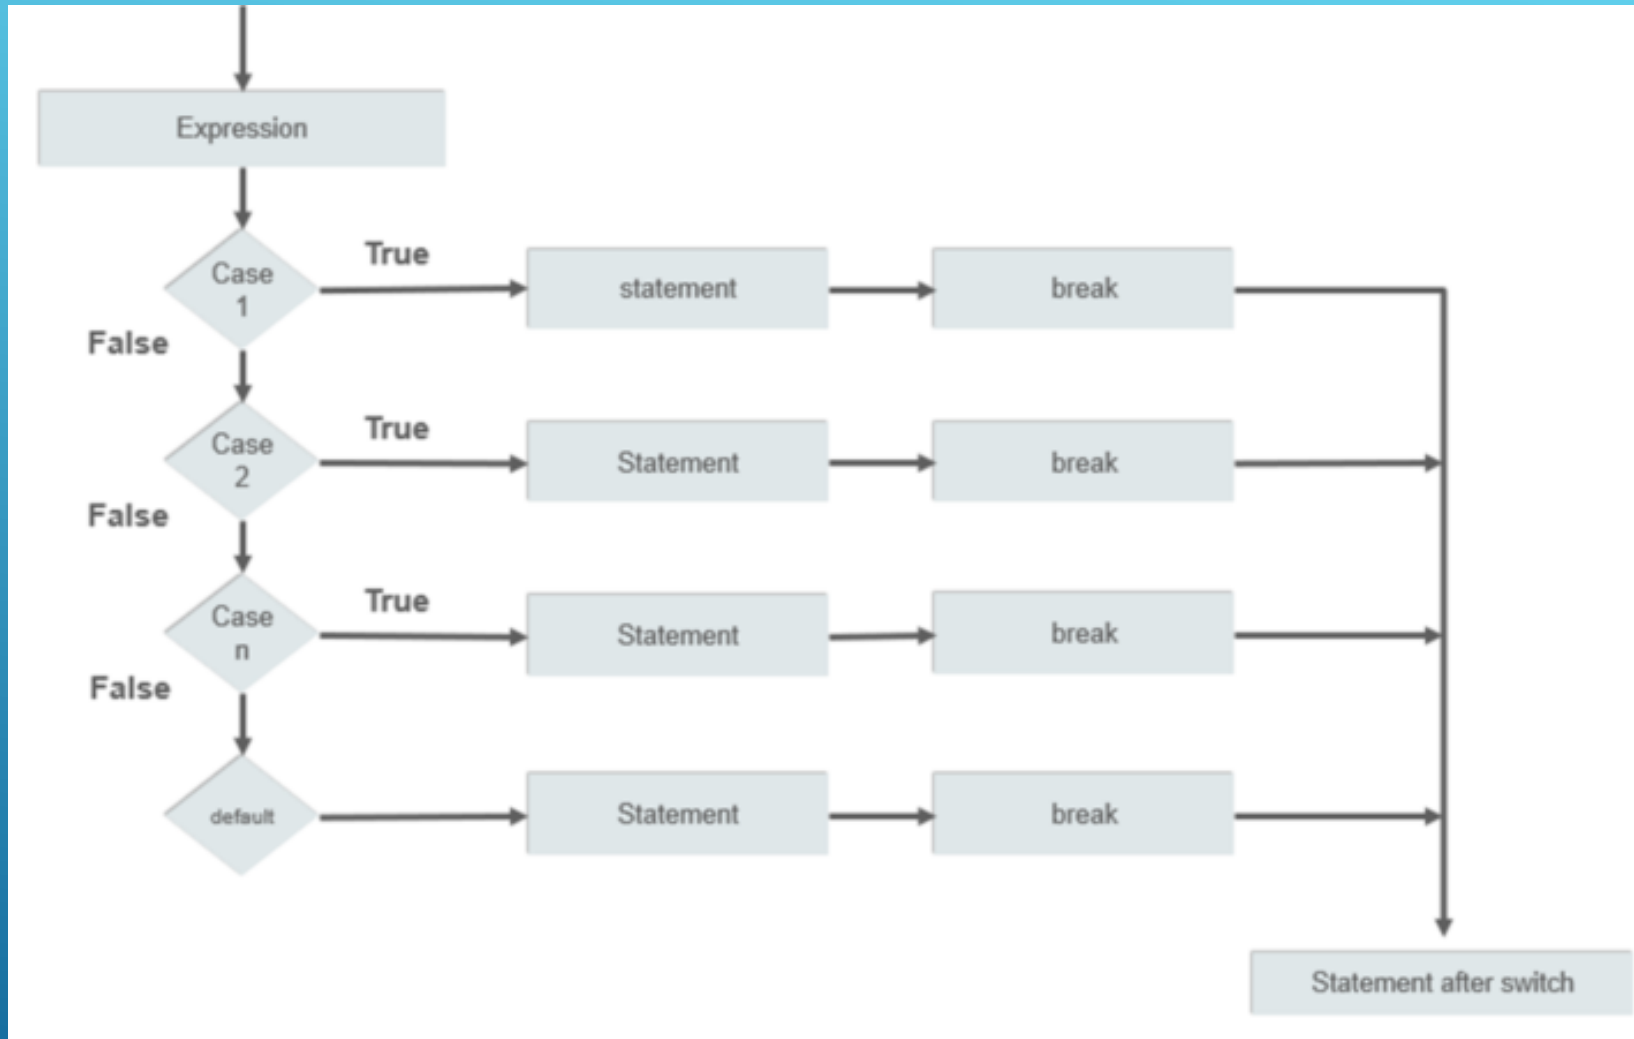 Expression
True
Case
1
statement
break
False
True
Case
2
Statement
break
False
True
Case
n
Statement
break
False
default
Statement
break
Statement after switch